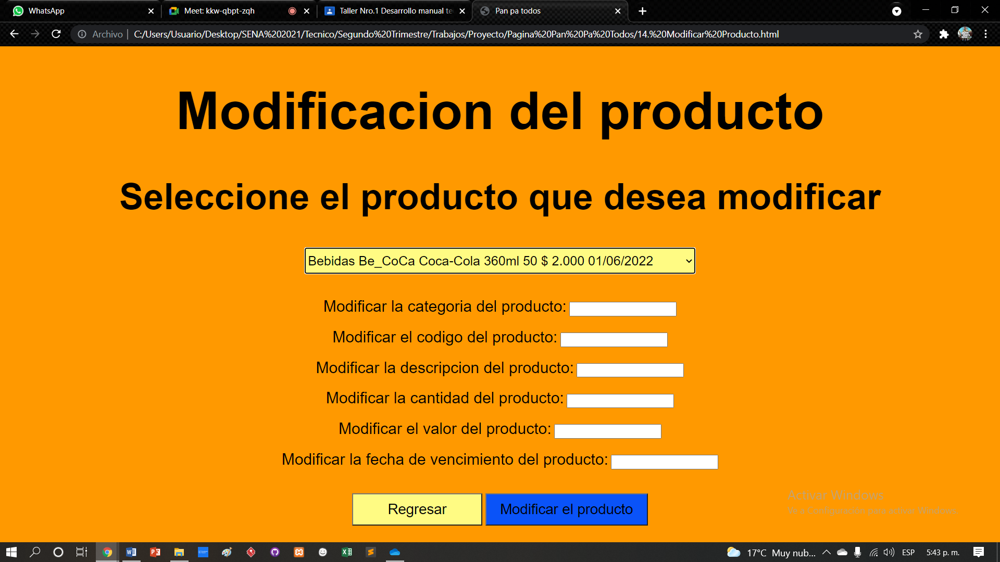 WhatsApp
Meet: kkw-qbpt-zqh
Taller Nro.1 Desarrollo manual te
Pan pa todos
Archivo
C:/Users/Usuario/Desktop/SENA%202021/Tecnico/Segundo%20Trimestre/Trabajos/Proyecto/Pagina%20Pan%20Pa%20Todos/14.%20Modificar%20Producto.html
Modificacion del producto
Seleccione el producto que desea modificar
Bebidas Be_CoCa Coca-Cola 360ml 50 $ 2.000 01/06/2022
Modificar la categoria del producto:
Modificar el codigo del producto:
Modificar la descripcion del producto:
Modificar la cantidad del producto:
Modificar el valor del producto:
Modificar la fecha de vencimiento del producto:
Regresar
Modificar el producto
Activar Windows
Ve a Configuración para activar Windows.
17°C Muy nub...
ESP
5:43 p. m.